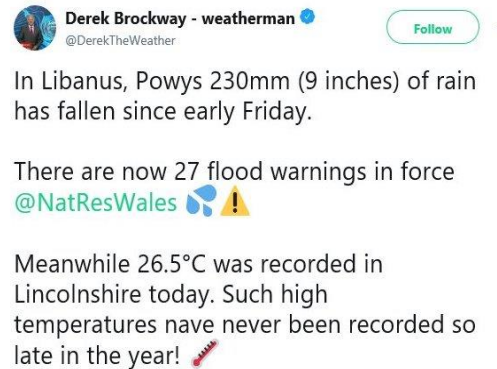 Derek Brockway - weatherman
@DerekTheWeather
Follow
In Libanus, Powys 230mm (9 inches) of rain
has fallen since early Friday.
There are now 27 flood warnings in force
@NatResWales 💦⚠️
Meanwhile 26.5°C was recorded in
Lincolnshire today. Such high
temperatures nave never been recorded so
late in the year! 🌡️